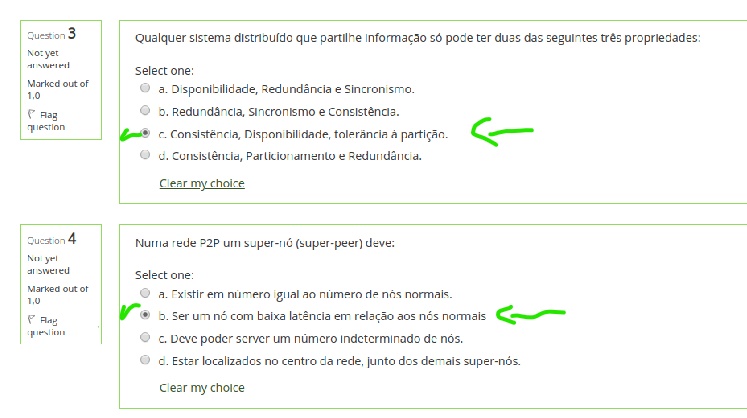 Question 3
Not yet
answered
Marked out of
1.0
Flag
question
Qualquer sistema distribuído que partilhe informação só pode ter duas das seguintes três propriedades:
Select one:
a. Disponibilidade, Redundância e Sincronismo.
b. Redundância, Sincronismo e Consistência.
c. Consistência, Disponibilidade, tolerância à partição.
d. Consistência, Particionamento e Redundância.
Clear my choice
Question 4
Not yet
answered
Marked out of
1.0
Flag
question
Numa rede P2P um super-nó (super-peer) deve:
Select one:
a. Existir em número igual ao número de nós normais.
b. Ser um nó com baixa latência em relação aos nós normais
c. Deve poder server um número indeterminado de nós.
d. Estar localizados no centro da rede, junto dos demais super-nós.
Clear my choice